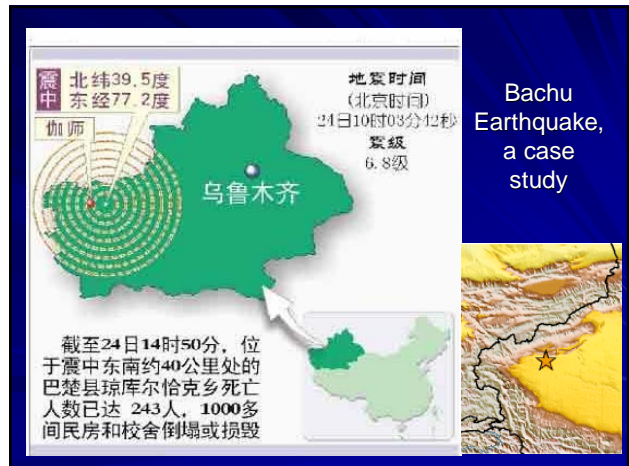 震中
北纬39.5度
东经77.2度
伽师
乌鲁木齐
地震时间
(北京时间)
24日10时03分42秒
震级
6.8级
截至24日14时50分，位
于震中东南约40公里处的
巴楚县琼库尔恰克乡死亡
人数已达 243人，1000多
间民房和校舍倒塌或损毁
Bachu
Earthquake,
a case
study